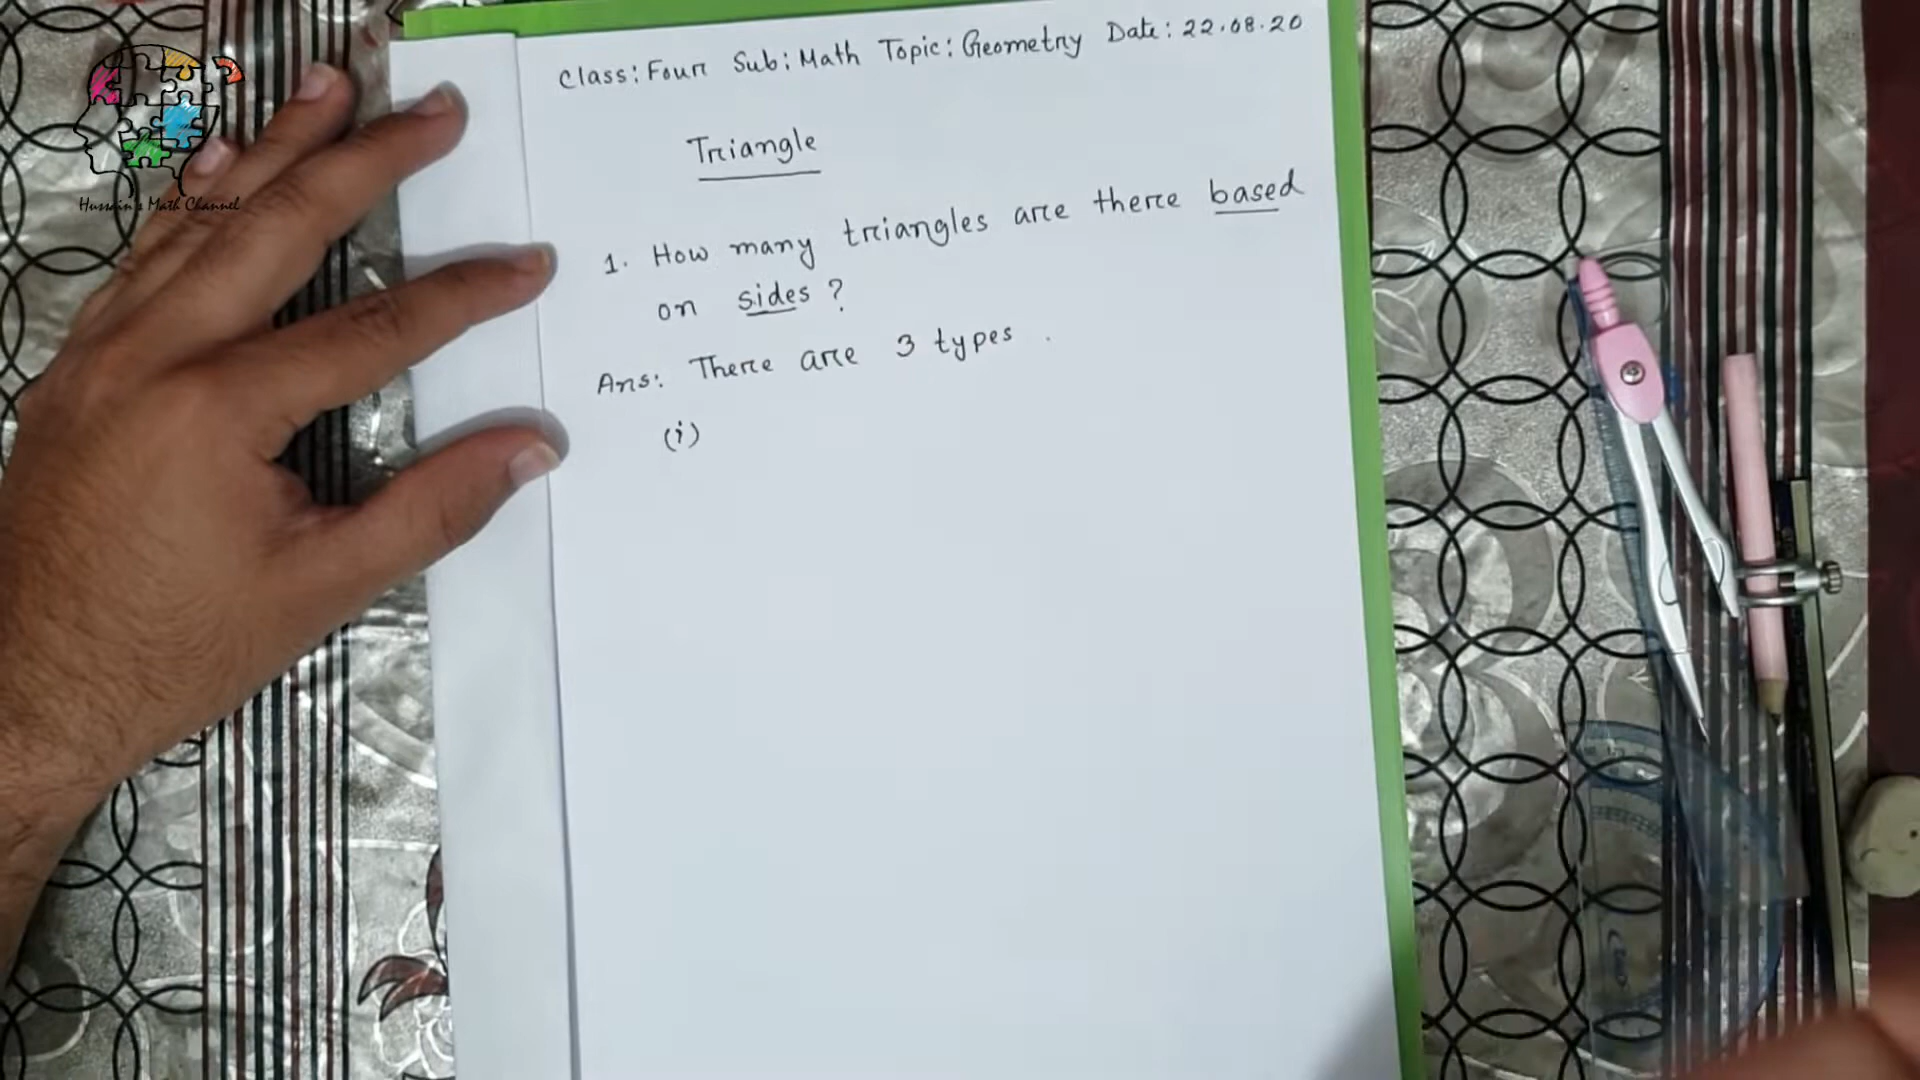 Class: Four Sub: Math Topic: Geometry Date: 22.08.20
Triangle
1. How many triangles are there based
on sides?
Ans: There are 3 types.
(i)
Hussain's Math Channel